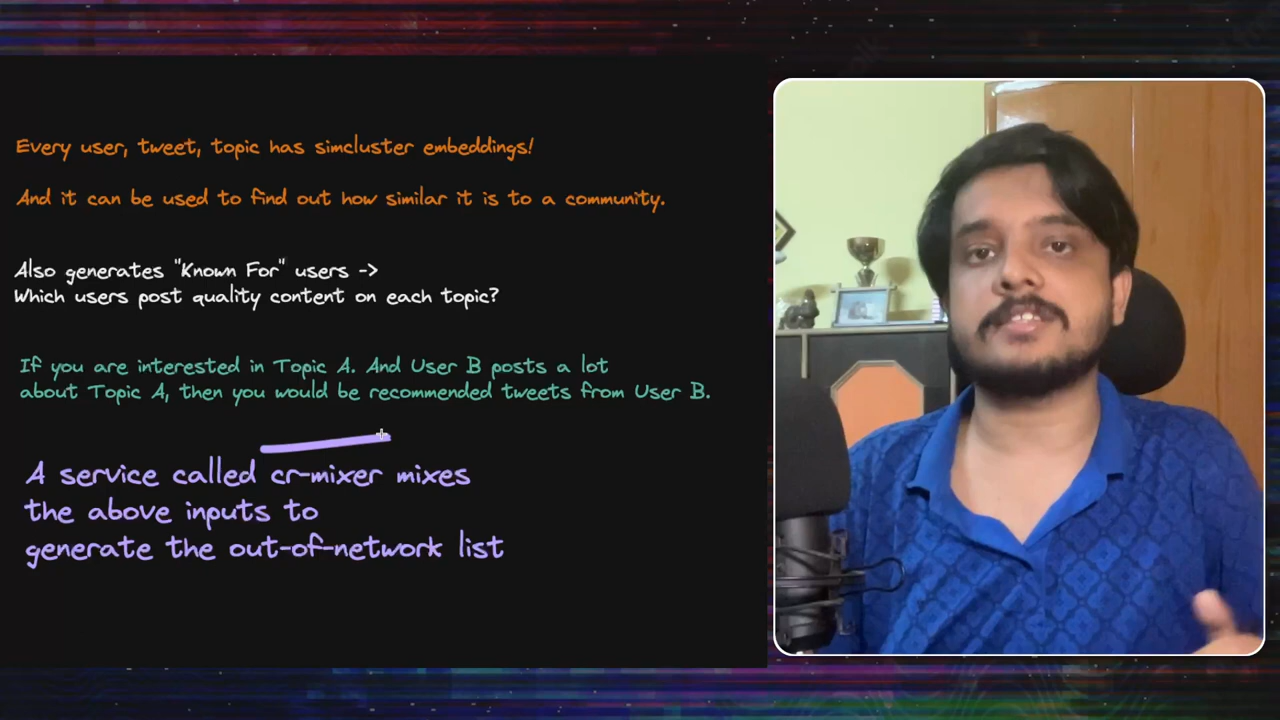 Every user, tweet, topic has simcluster embeddings!
And it can be used to find out how similar it is to a community.
Also generates "Known For" users ->
Which users post quality content on each topic?
If you are interested in Topic A. And User B posts a lot
about Topic A, then you would be recommended tweets from User B.
A service called cr-mixer mixes
the above inputs to
generate the out-of-network list